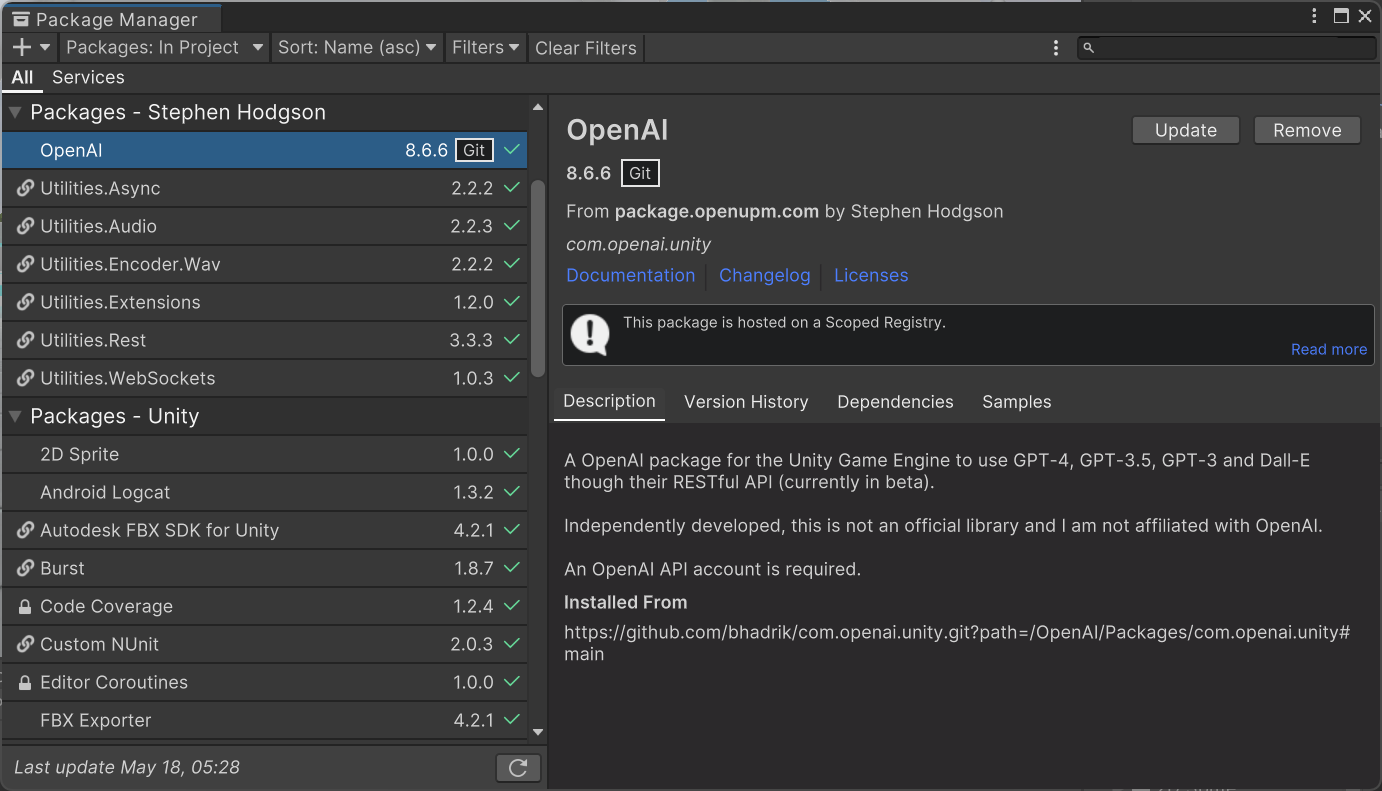 Package Manager
Packages: In Project
Sort: Name (asc)
Filters
Clear Filters
All
Services
Packages - Stephen Hodgson
OpenAI 8.6.6 Git
Utilities.Async 2.2.2
Utilities.Audio 2.2.3
Utilities.Encoder.Wav 2.2.2
Utilities.Extensions 1.2.0
Utilities.Rest 3.3.3
Utilities.WebSockets 1.0.3
Packages - Unity
2D Sprite 1.0.0
Android Logcat 1.3.2
Autodesk FBX SDK for Unity 4.2.1
Burst 1.8.7
Code Coverage 1.2.4
Custom NUnit 2.0.3
Editor Coroutines 1.0.0
FBX Exporter 4.2.1
Last update May 18, 05:28
OpenAI
Update
Remove
8.6.6 Git
From package.openupm.com by Stephen Hodgson
com.openai.unity
Documentation
Changelog
Licenses
This package is hosted on a Scoped Registry.
Read more
Description
Version History
Dependencies
Samples
A OpenAI package for the Unity Game Engine to use GPT-4, GPT-3.5, GPT-3 and Dall-E
though their RESTful API (currently in beta).
Independently developed, this is not an official library and I am not affiliated with OpenAI.
An OpenAI API account is required.
Installed From
https://github.com/bhadrik/com.openai.unity.git?path=/OpenAI/Packages/com.openai.unity#
main